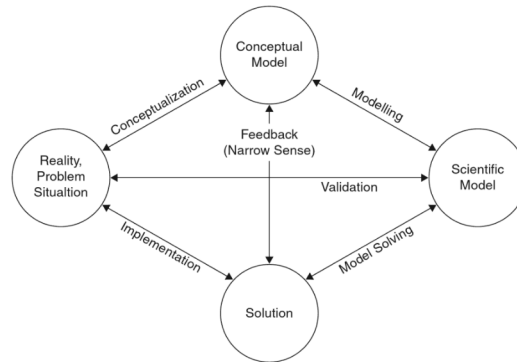 Conceptual
Model
Conceptualization
Modelling
Feedback
(Narrow Sense)
Reality,
Problem
Situaltion
Scientific
Model
Validation
Implementation
Model Solving
Solution